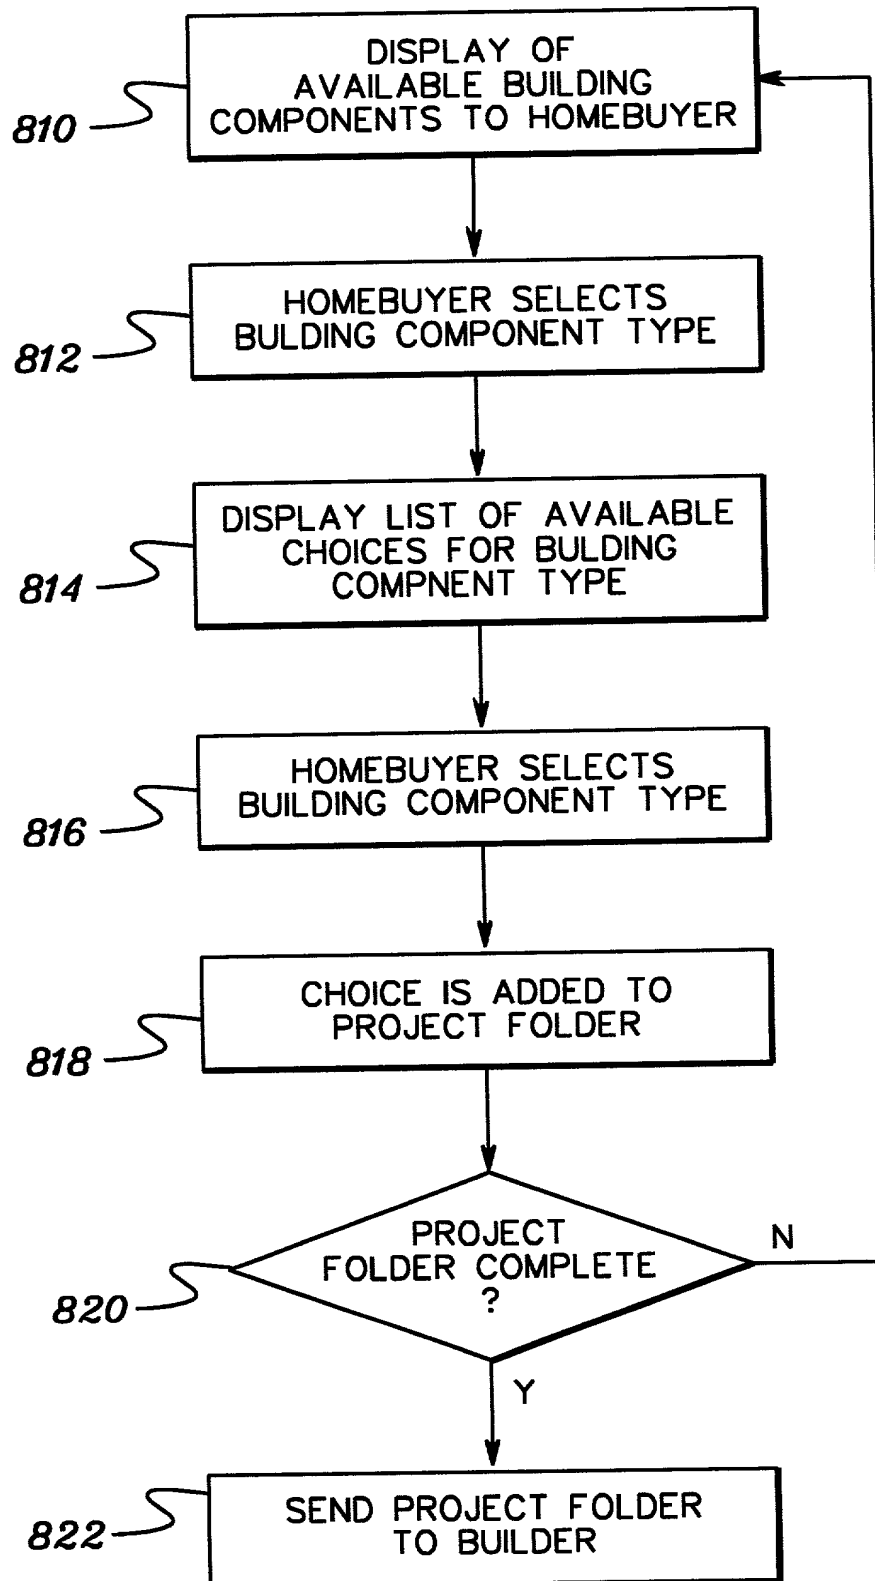 DISPLAY OF
AVAILABLE BUILDING
COMPONENTS TO HOMEBUYER
810
HOMEBUYER SELECTS
BULDING COMPONENT TYPE
812
DISPLAY LIST OF AVAILABLE
CHOICES FOR BULDING
COMPNENT TYPE
814
HOMEBUYER SELECTS
BUILDING COMPONENT TYPE
816
CHOICE IS ADDED TO
PROJECT FOLDER
818
PROJECT
FOLDER COMPLETE
?
N
820
Y
SEND PROJECT FOLDER
TO BUILDER
822